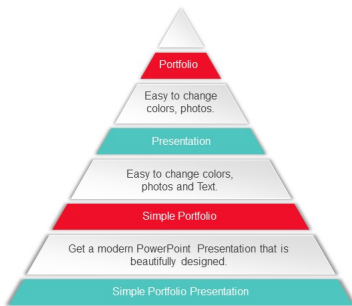 Portfolio
Easy to change
colors, photos.
Presentation
Easy to change colors,
photos and Text.
Simple Portfolio
Get a modern PowerPoint Presentation that is
beautifully designed.
Simple Portfolio Presentation